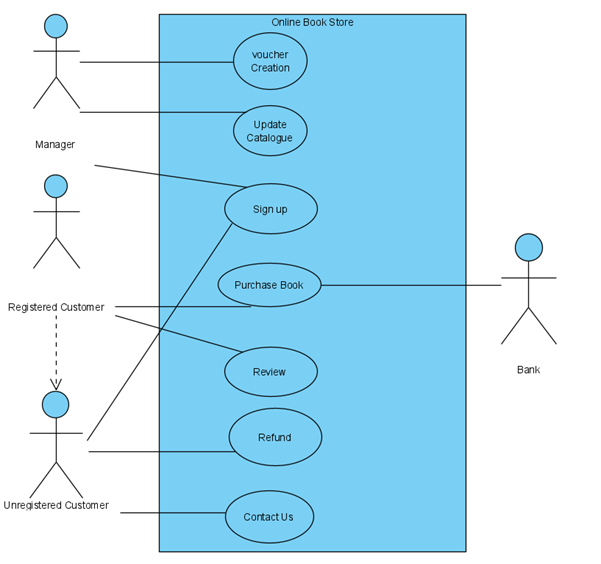 Online Book Store
voucher
Creation
Update
Catalogue
Manager
Sign up
Purchase Book
Registered Customer
Bank
Review
Refund
Unregistered Customer
Contact Us